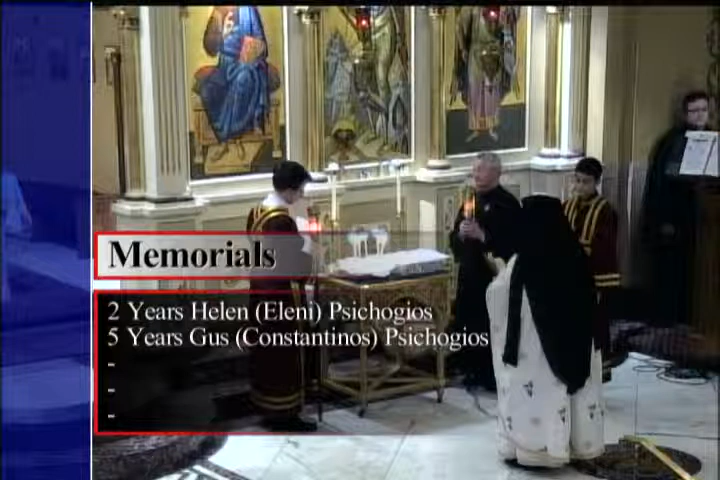 Memorials
2 Years Helen (Eleni) Psichogios
5 Years Gus (Constantinos) Psichogios
-
-
-